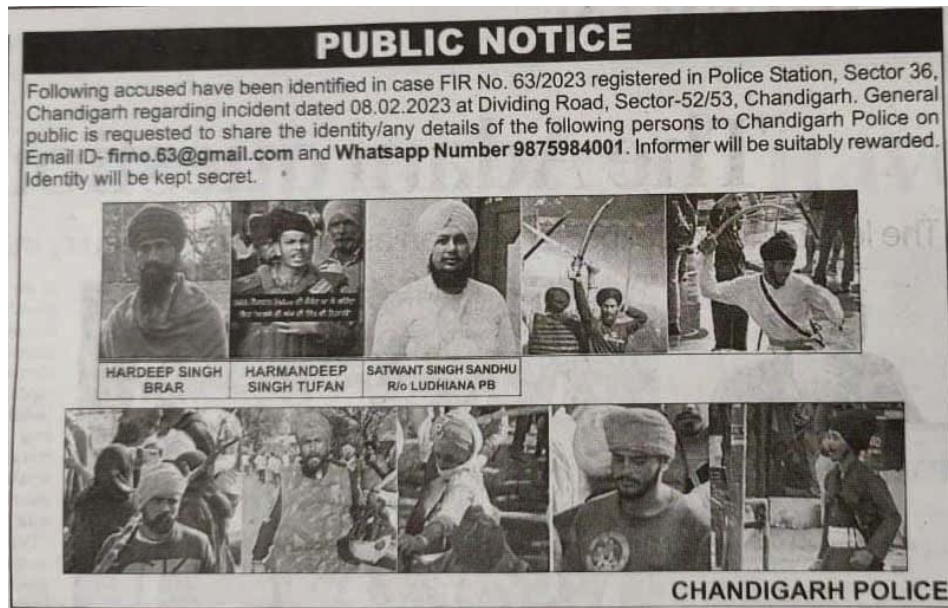 PUBLIC NOTICE
Following accused have been identified in case FIR No. 63/2023 registered in Police Station, Sector 36,
Chandigarh regarding incident dated 08.02.2023 at Dividing Road, Sector-52/53, Chandigarh. General
public is requested to share the identity/any details of the following persons to Chandigarh Police on
Email ID- firno.63@gmail.com and Whatsapp Number 9875984001. Informer will be suitably rewarded.
Identity will be kept secret.
HARDEEP SINGH
BRAR
HARMANDEEP
SINGH TUFAN
SATWANT SINGH SANDHU
R/o LUDHIANA PB
CHANDIGARH POLICE